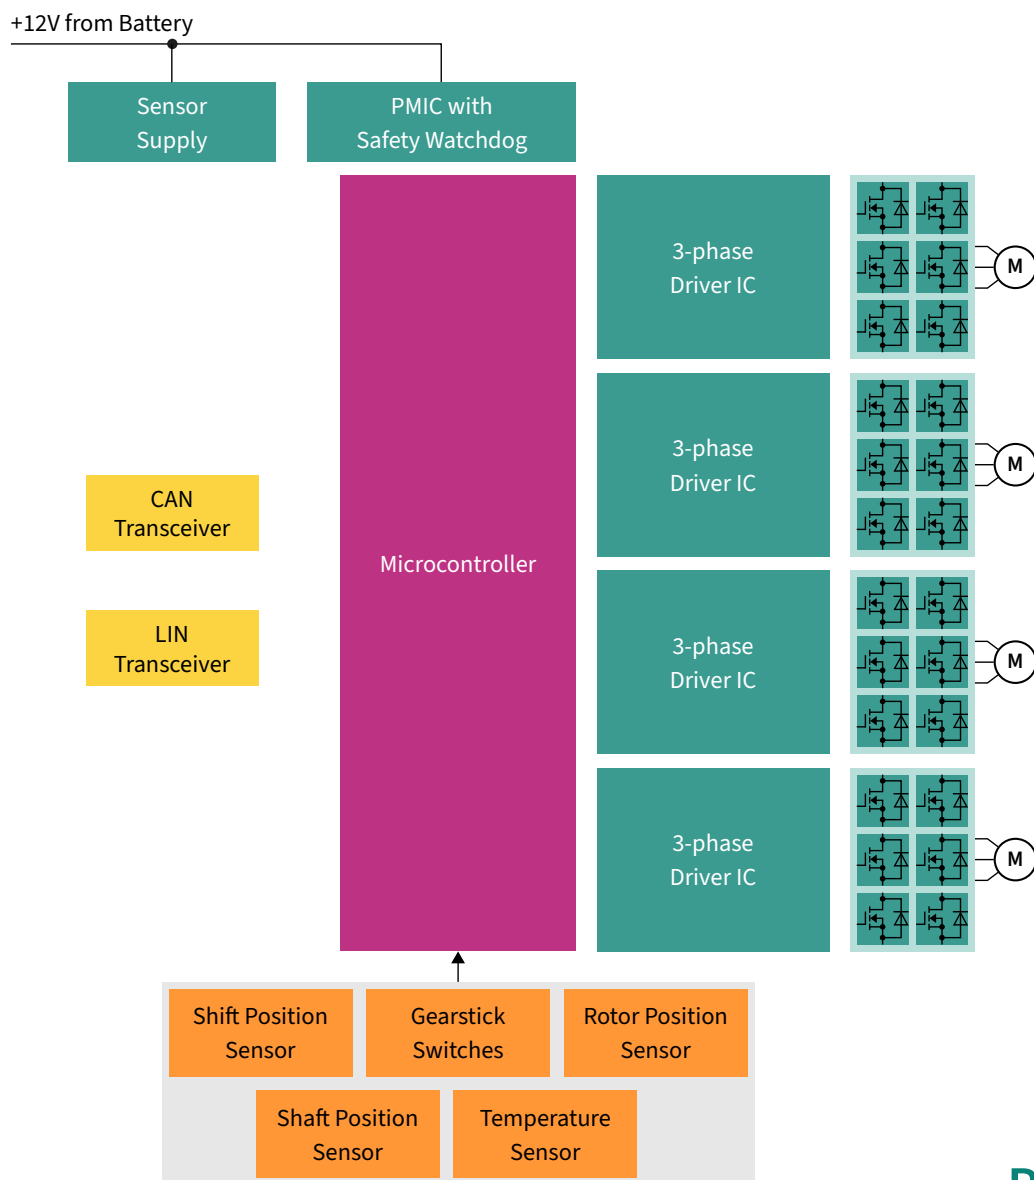 +12V from Battery
Sensor
Supply
PMIC with
Safety Watchdog
3-phase
Driver IC
M
3-phase
Driver IC
M
CAN
Transceiver
Microcontroller
LIN
Transceiver
3-phase
Driver IC
M
3-phase
Driver IC
M
Shift Position
Sensor
Gearstick
Switches
Rotor Position
Sensor
Shaft Position
Sensor
Temperature
Sensor